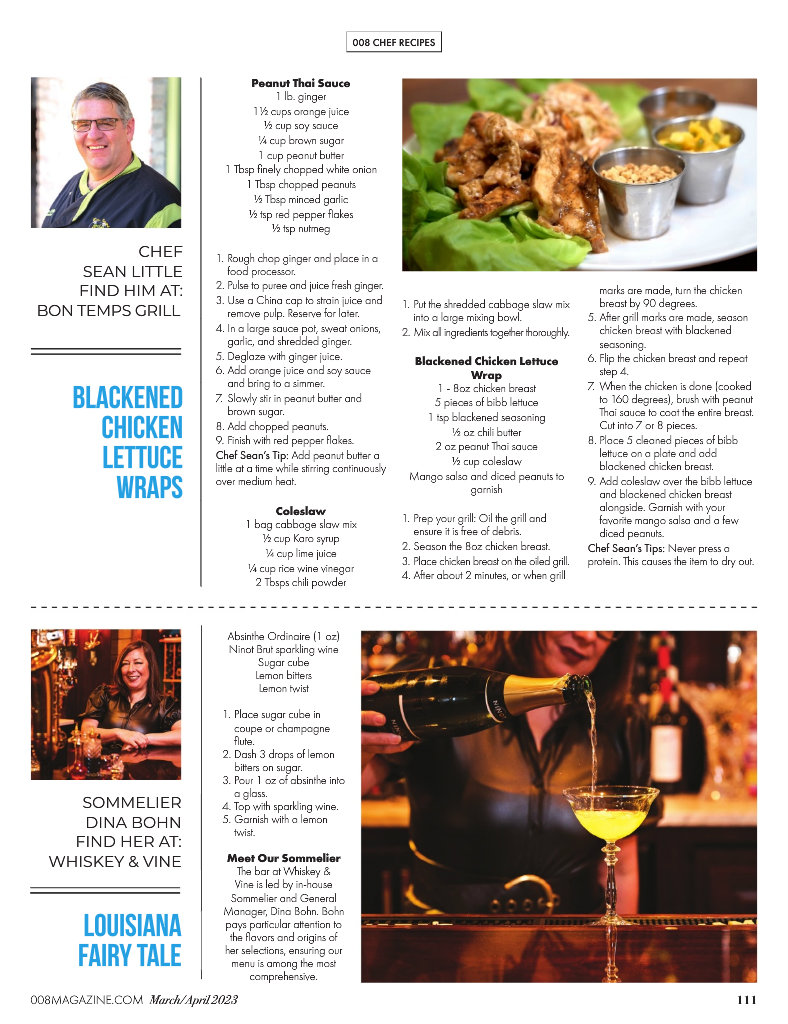 008 CHEF RECIPES
CHEF
SEAN LITTLE
FIND HIM AT:
BON TEMPS GRILL
BLACKENED
CHICKEN
LETTUCE
WRAPS
Peanut Thai Sauce
1 lb. ginger
1½ cups orange juice
½ cup soy sauce
¼ cup brown sugar
1 cup peanut butter
1 Tbsp finely chopped white onion
1 Tbsp chopped peanuts
½ Tbsp minced garlic
½ tsp red pepper flakes
½ tsp nutmeg
1. Rough chop ginger and place in a
food processor.
2. Pulse to puree and juice fresh ginger.
3. Use a China cap to strain juice and
remove pulp. Reserve for later.
4. In a large sauce pot, sweat onions,
garlic, and shredded ginger.
5. Deglaze with ginger juice.
6. Add orange juice and soy sauce
and bring to a simmer.
7. Slowly stir in peanut butter and
brown sugar.
8. Add chopped peanuts.
9. Finish with red pepper flakes.
Chef Sean's Tip: Add peanut butter a
little at a time while stirring continuously
over medium heat.
Coleslaw
1 bag cabbage slaw mix
½ cup Karo syrup
¼ cup lime juice
¼ cup rice wine vinegar
2 Tbsps chili powder
1. Put the shredded cabbage slaw mix
into a large mixing bowl.
2. Mix all ingredients together thoroughly.
Blackened Chicken Lettuce
Wrap
1 - 8oz chicken breast
5 pieces of bibb lettuce
1 tsp blackened seasoning
½ oz chili butter
2 oz peanut Thai sauce
½ cup coleslaw
Mango salsa and diced peanuts to
garnish
1. Prep your grill: Oil the grill and
ensure it is free of debris.
2. Season the 8oz chicken breast.
3. Place chicken breast on the oiled grill.
4. After about 2 minutes, or when grill
marks are made, turn the chicken
breast by 90 degrees.
5. After grill marks are made, season
chicken breast with blackened
seasoning.
6. Flip the chicken breast and repeat
step 4.
7. When the chicken is done (cooked
to 160 degrees), brush with peanut
Thai sauce to coat the entire breast.
Cut into 7 or 8 pieces.
8. Place 5 cleaned pieces of bibb
lettuce on a plate and add
blackened chicken breast.
9. Add coleslaw over the bibb lettuce
and blackened chicken breast
alongside. Garnish with your
favorite mango salsa and a few
diced peanuts.
Chef Sean's Tips: Never press a
protein. This causes the item to dry out.
SOMMELIER
DINA BOHN
FIND HER AT:
WHISKEY & VINE
LOUISIANA
FAIRY TALE
Absinthe Ordinaire (1 oz)
Ninot Brut sparkling wine
Sugar cube
Lemon bitters
Lemon twist
1. Place sugar cube in
coupe or champagne
flute.
2. Dash 3 drops of lemon
bitters on sugar.
3. Pour 1 oz of absinthe into
a glass.
4. Top with sparkling wine.
5. Garnish with a lemon
twist.
Meet Our Sommelier
The bar at Whiskey &
Vine is led by in-house
Sommelier and General
Manager, Dina Bohn. Bohn
pays particular attention to
the flavors and origins of
her selections, ensuring our
menu is among the most
comprehensive.
008MAGAZINE.COM March/April 2023
111